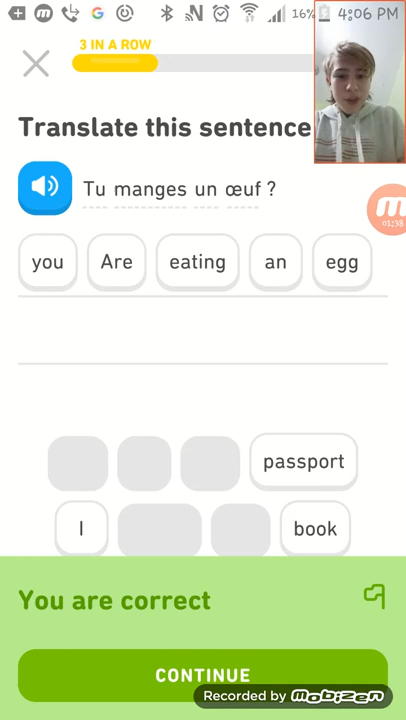 16% 4:06 PM
3 IN A ROW
Translate this sentence
01:38
Tu manges un œuf ?
you Are eating an egg
passport
I book
You are correct
CONTINUE
Recorded by mobizen